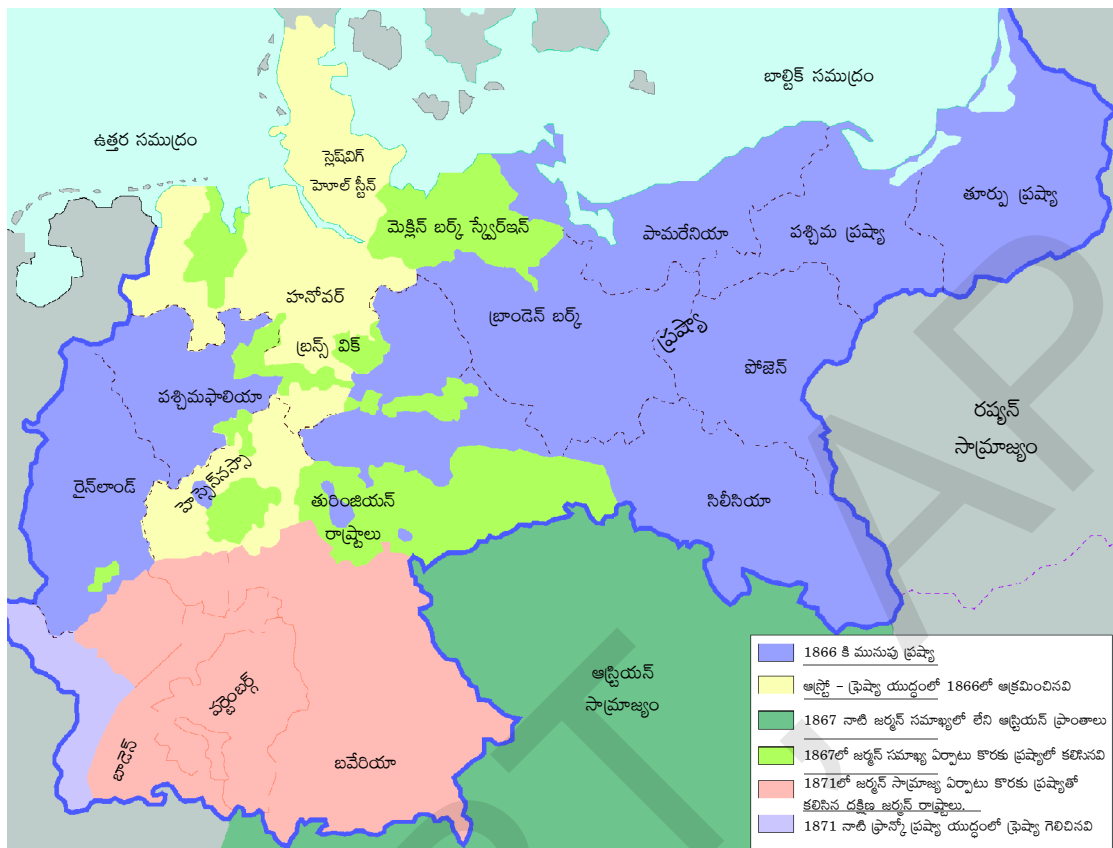 బాల్టిక్ సముద్రం
ఉత్తర సముద్రం
స్లెష్‌విగ్
హెూల్ స్టీన్
తూర్పు ప్రష్యా
మెక్లిన్ బర్క్ స్క్వేర్ఇన్
పామరేనియా
పశ్చిమ ప్రష్యా
హనోవర్
బ్రాండెన్ బర్క్
ప్రష్యా
బ్రన్స్ విక్
పోజెన్
పశ్చిమఫాలియా
రష్యన్
సామ్రాజ్యం
రైన్‌లాండ్
తురింజియన్
రాష్ట్రాలు
సిలీసియా
ఆస్ట్రియన్
సామ్రాజ్యం
వర్టెంబర్గ్
బాడెన్
బవేరియా
1866 కి మునుపు ప్రష్యా
ఆస్ట్రో - ఫ్రెష్యా యుద్ధంలో 1866లో ఆక్రమించినవి
1867 నాటి జర్మన్ సమాఖ్యలో లేని ఆస్ట్రియన్ ప్రాంతాలు
1867లో జర్మన్ సమాఖ్య ఏర్పాటు కొరకు ప్రష్యాలో కలిసినవి
1871లో జర్మన్ సామ్రాజ్య ఏర్పాటు కొరకు ప్రష్యాతో
కలిసిన దక్షిణ జర్మన్ రాష్ట్రాలు.
1871 నాటి ఫ్రాన్కో ప్రష్యా యుద్ధంలో ఫ్రెష్యా గెలిచినవి